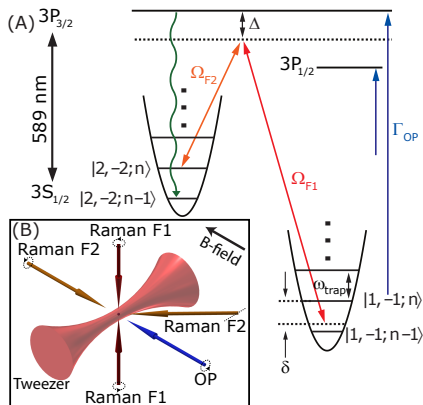 (A)
3P3/2
Δ
3P1/2
ΩF2
589 nm
ΓOP
|2,-2;n⟩
ΩF1
3S1/2
|2,-2;n-1⟩
(B)
Raman F1
B-field
Raman F2
ωtrap
|1,-1;n⟩
Raman F2
|1,-1;n-1⟩
Tweezer
OP
δ
Raman F1